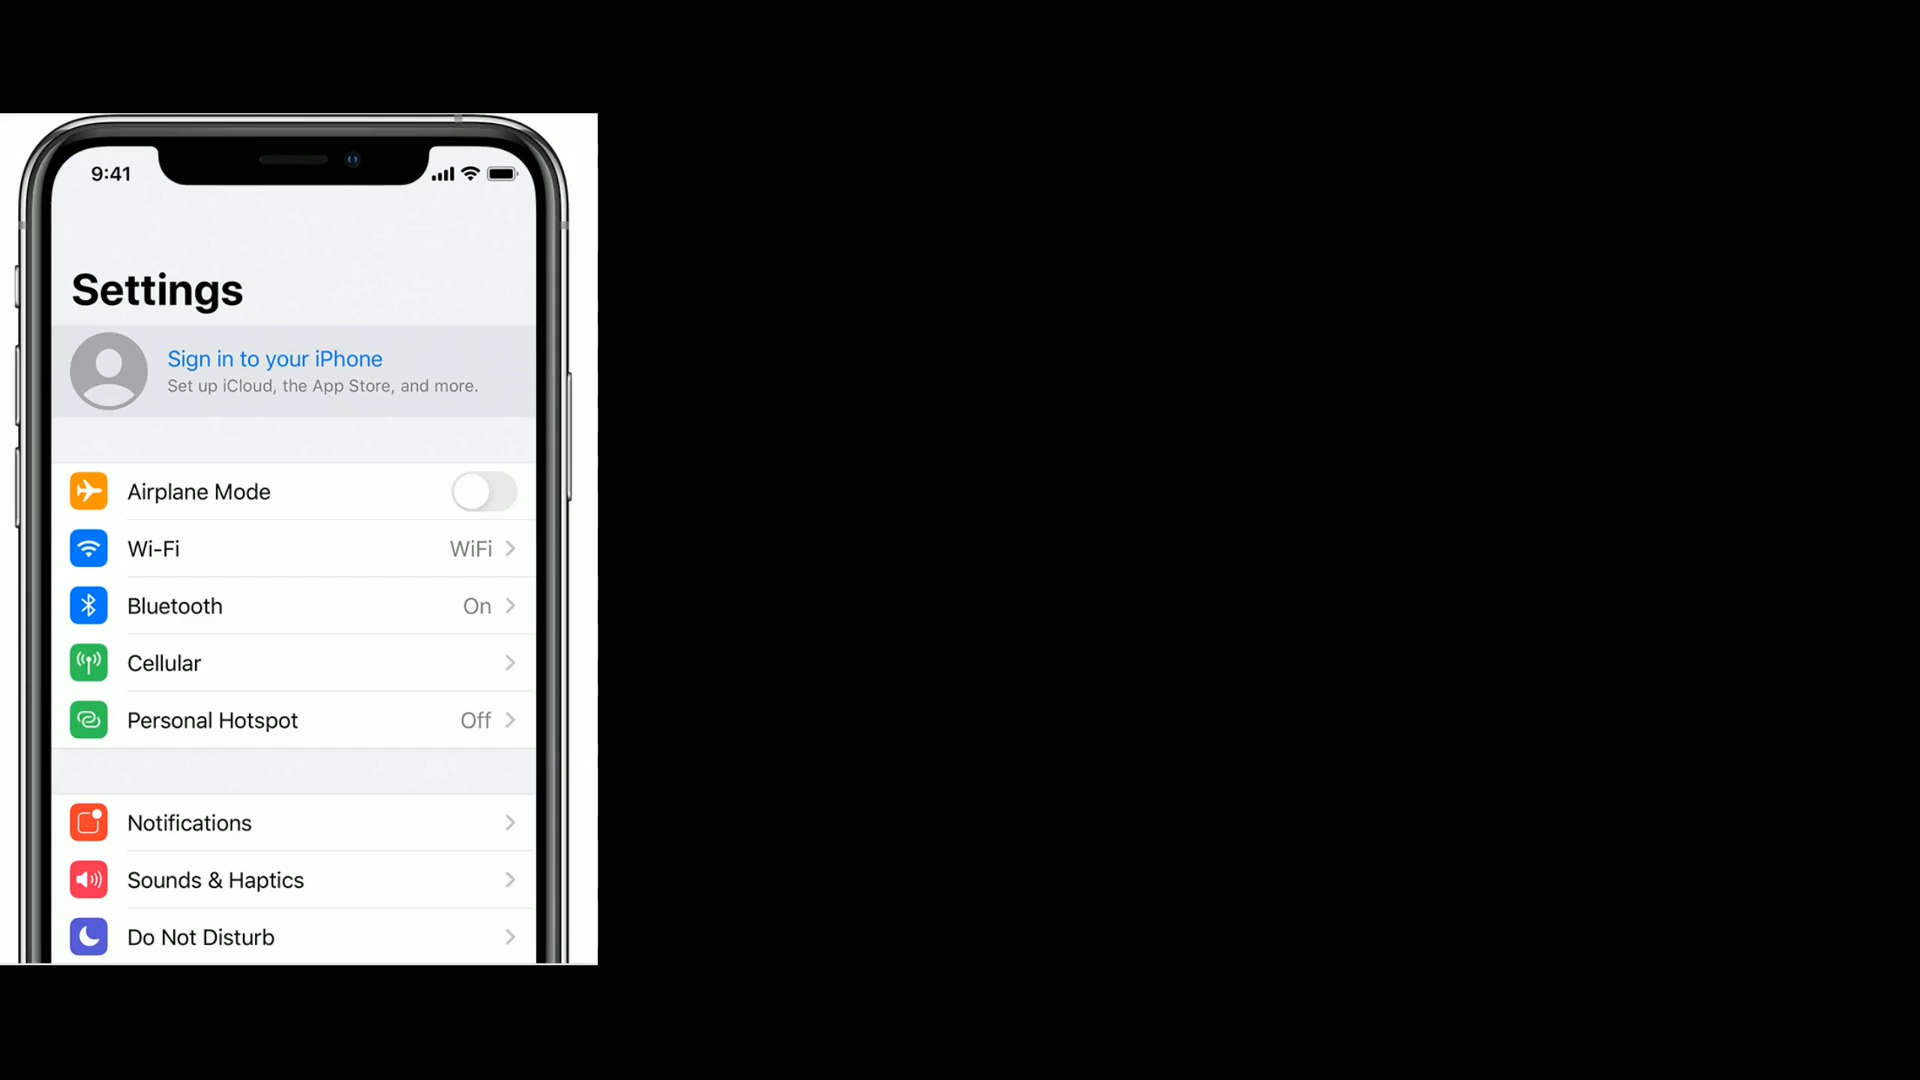 9:41
Settings
Sign in to your iPhone
Set up iCloud, the App Store, and more.
Airplane Mode
Wi-Fi WiFi
Bluetooth On
Cellular
Personal Hotspot Off
Notifications
Sounds & Haptics
Do Not Disturb